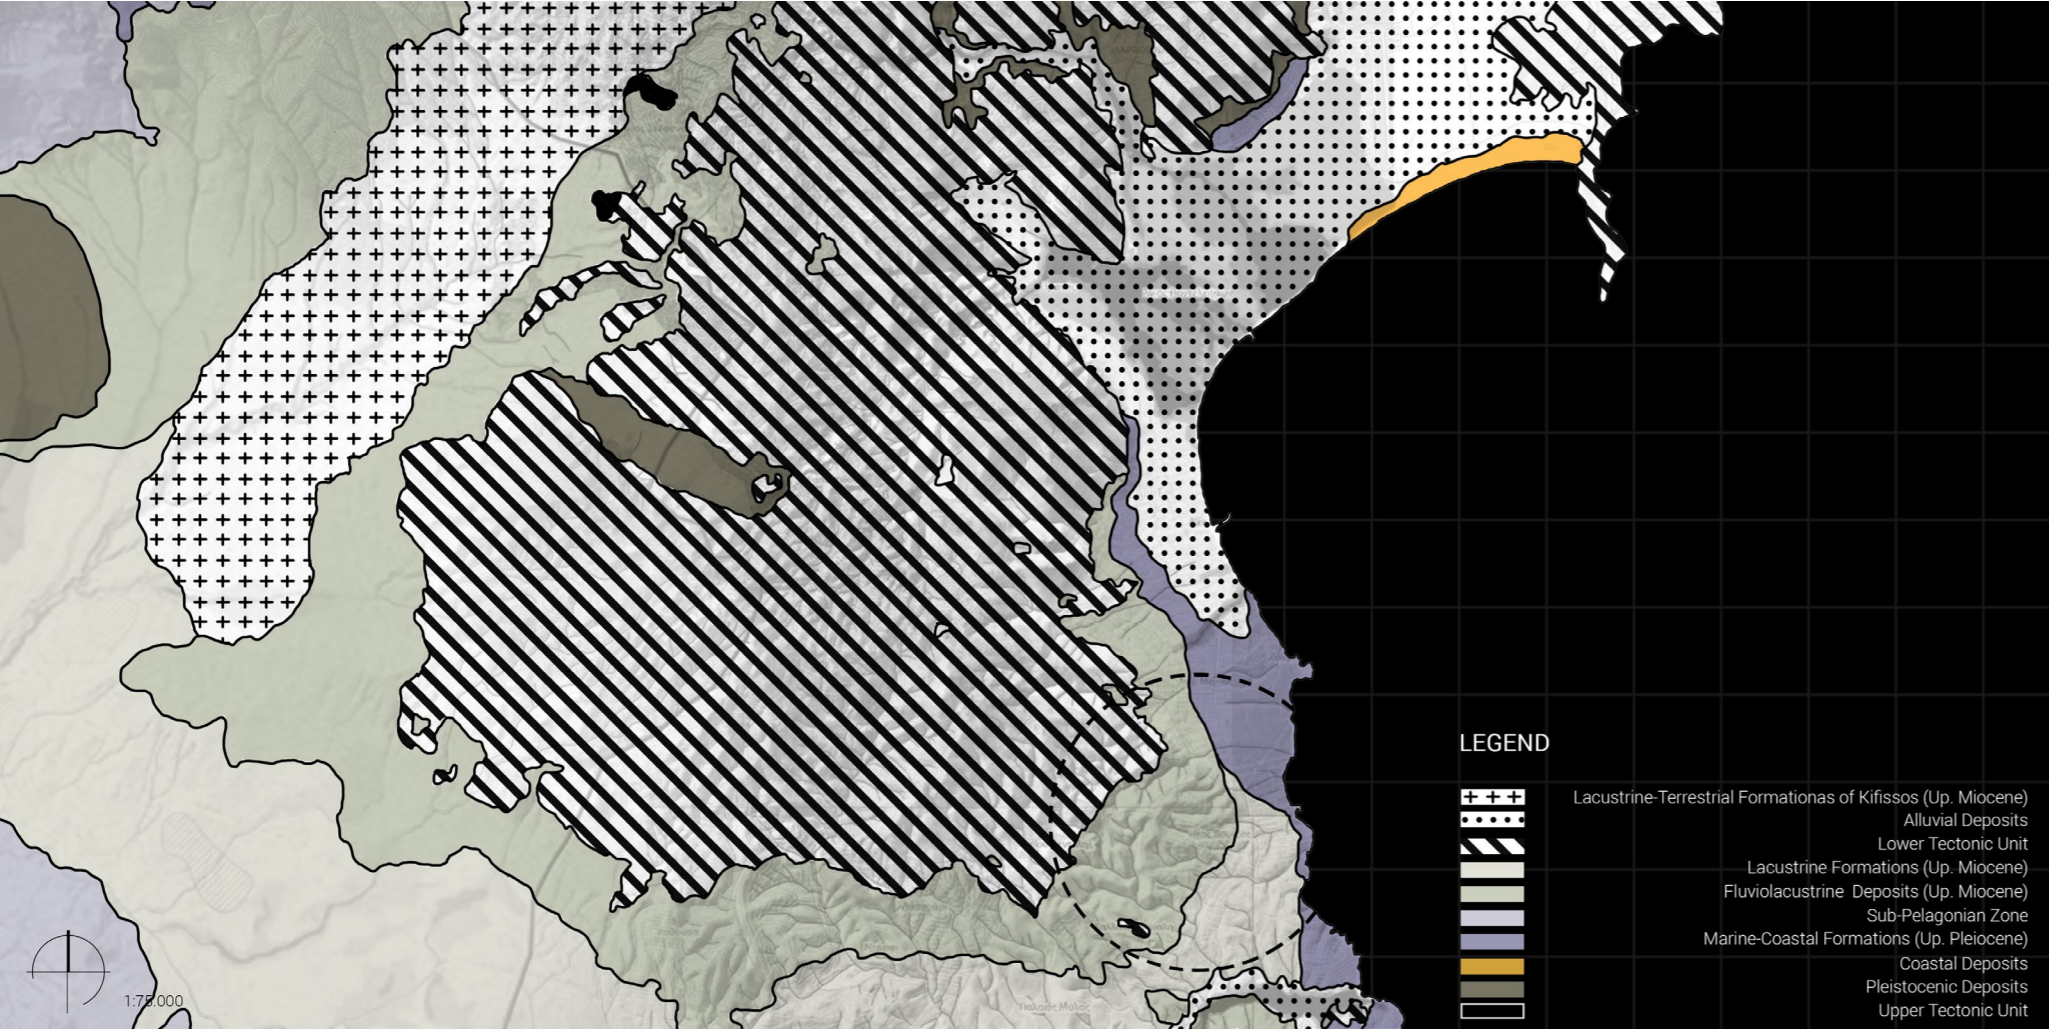 LEGEND
Lacustrine-Terrestrial Formationas of Kifissos (Up. Miocene)
Alluvial Deposits
Lower Tectonic Unit
Lacustrine Formations (Up. Miocene)
Fluviolacustrine Deposits (Up. Miocene)
Sub-Pelagonian Zone
Marine-Coastal Formations (Up. Pleiocene)
Coastal Deposits
Pleistocenic Deposits
Upper Tectonic Unit
1:75.000